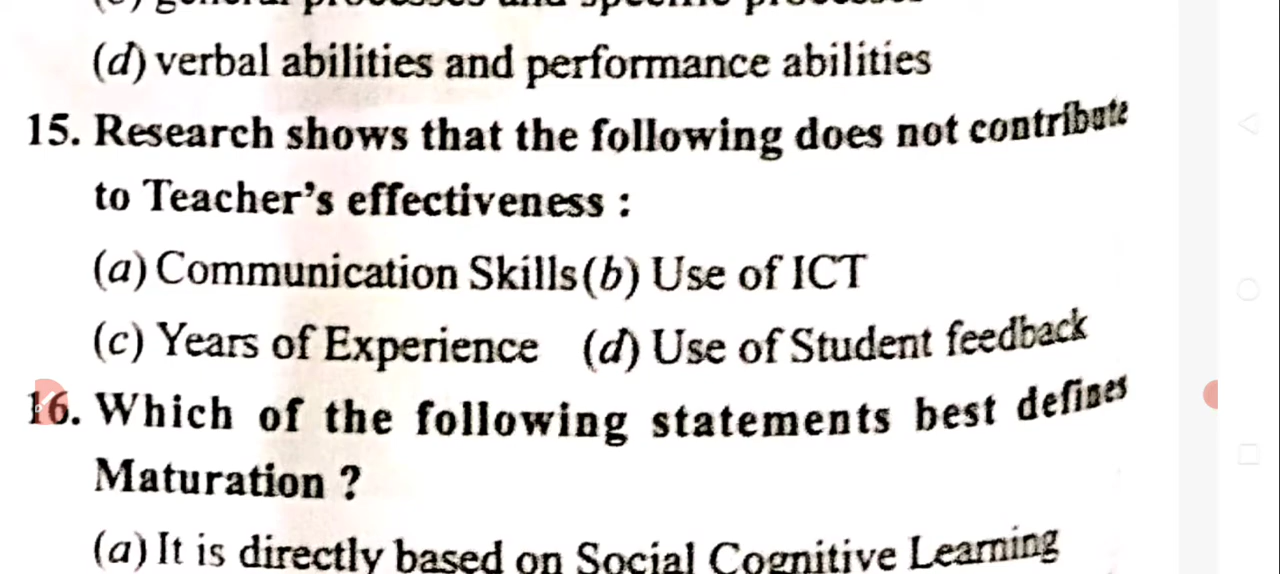 (d) verbal abilities and performance abilities
15. Research shows that the following does not contribute
to Teacher's effectiveness :
(a) Communication Skills (b) Use of ICT
(c) Years of Experience (d) Use of Student feedback
16. Which of the following statements best defines
Maturation ?
(a) It is directly based on Social Cognitive Learning